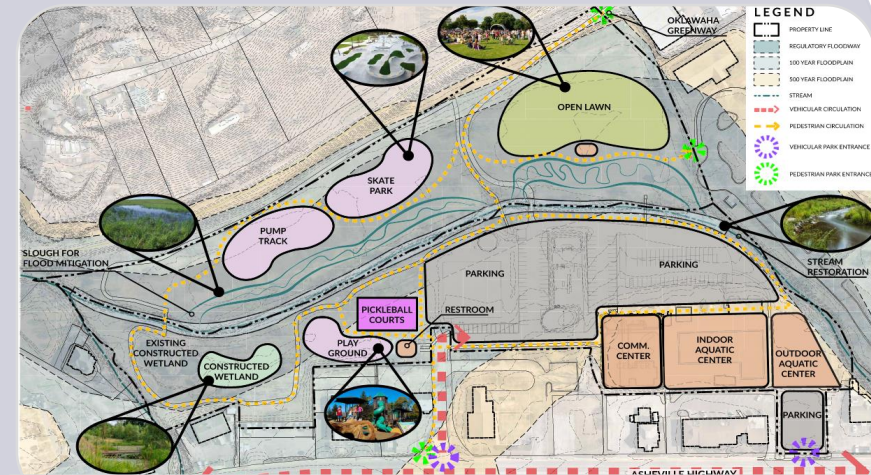 LEGEND
PROPERTY LINE
REGULATORY FLOODWAY
100 YEAR FLOODPLAIN
500 YEAR FLOODPLAIN
STREAM
VEHICULAR CIRCULATION
PEDESTRIAN CIRCULATION
VEHICULAR PARK ENTRANCE
PEDESTRIAN PARK ENTRANCE
OKLAWAHA
GREENWAY
OPEN LAWN
SKATE
PARK
PUMP
TRACK
SLOUGH FOR
FLOOD MITIGATION
STREAM
RESTORATION
PARKING
PARKING
PICKLEBALL
COURTS
RESTROOM
PLAY
GROUND
EXISTING
CONSTRUCTED
WETLAND
CONSTRUCTED
WETLAND
COMM.
CENTER
INDOOR
AQUATIC
CENTER
OUTDOOR
AQUATIC
CENTER
PARKING
ASHEVILLE HIGHWAY